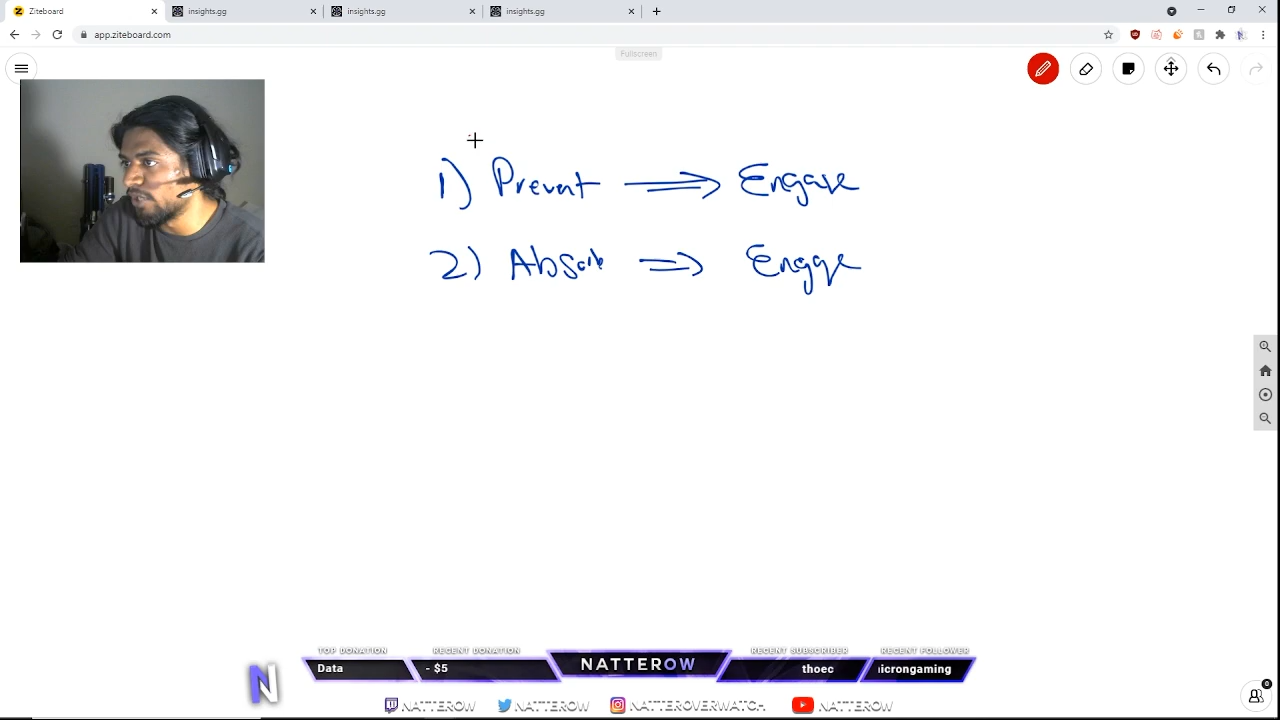 Ziteboard
insights.gg
insights.gg
insights.gg
app.ziteboard.com
Fullscreen
1) Prevent ⇒ Engage
2) Absorb ⇒ Engage
TOP DONATION
Data
RECENT DONATION
- $5
NATTEROW
RECENT SUBSCRIBER
thoec
RECENT FOLLOWER
icrongaming
N
NATTEROW
NATTEROW
NATTEROVERWATCH
NATTEROW
0